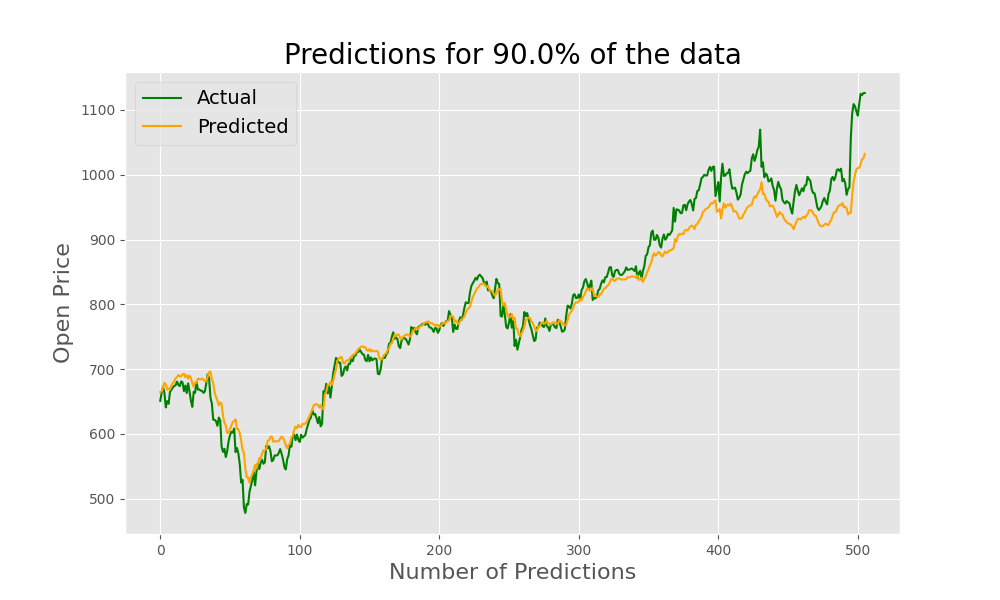 Predictions for 90.0% of the data
Actual
Predicted
Open Price
1100
1000
900
800
700
600
500
0 100 200 300 400 500
Number of Predictions